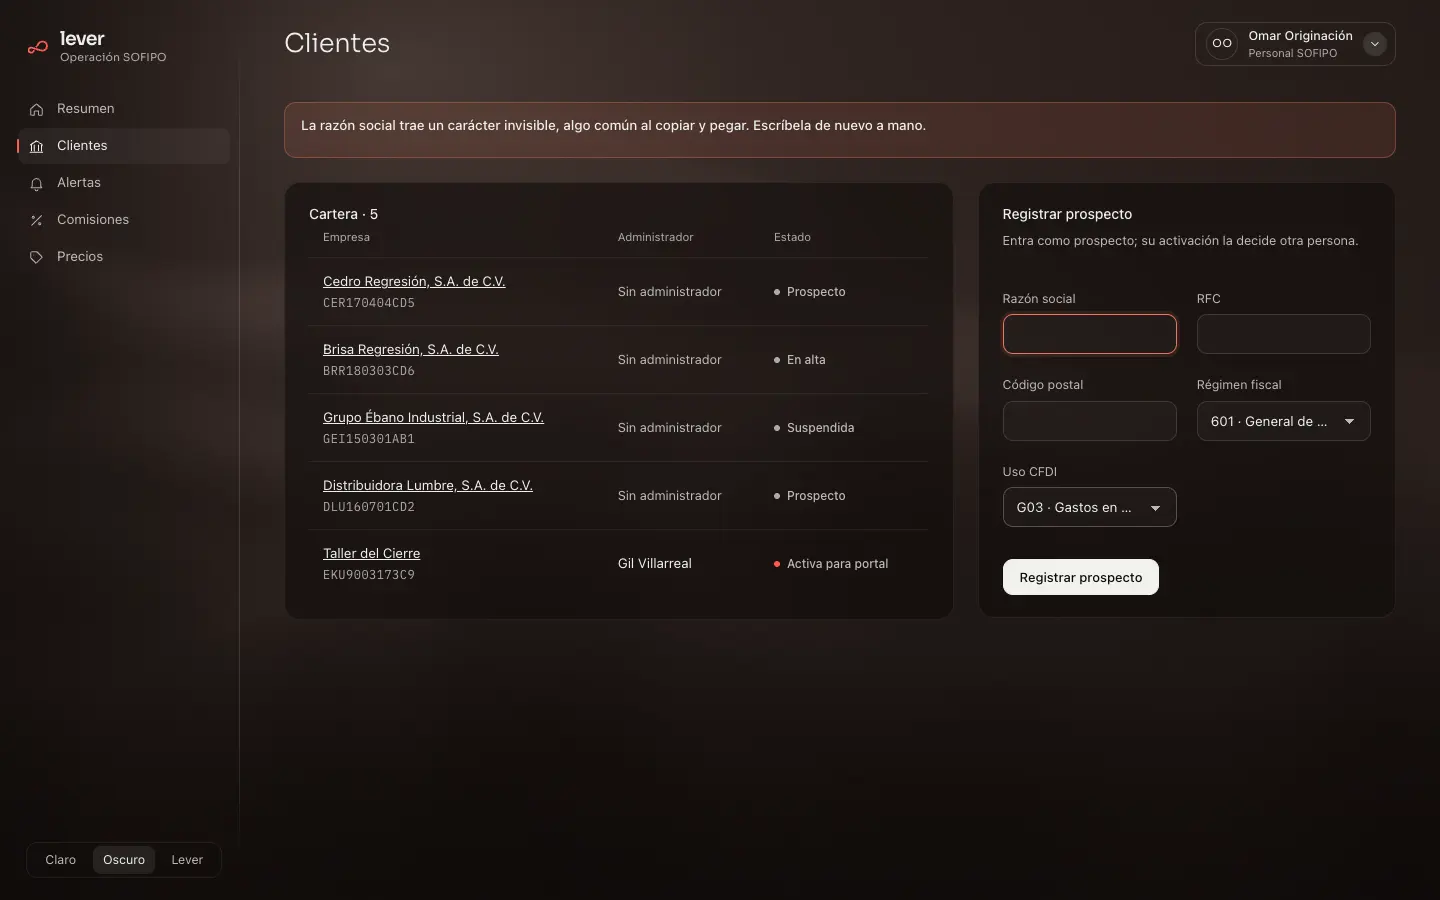 lever
Operación SOFIPO
Resumen
Clientes
Alertas
Comisiones
Precios
Claro
Oscuro
Lever
Clientes
OO
Omar Originación
Personal SOFIPO
La razón social trae un carácter invisible, algo común al copiar y pegar. Escríbela de nuevo a mano.
Cartera · 5
Empresa Administrador Estado
Cedro Regresión, S.A. de C.V.
CER170404CD5
Sin administrador
Prospecto
Brisa Regresión, S.A. de C.V.
BRR180303CD6
Sin administrador
En alta
Grupo Ébano Industrial, S.A. de C.V.
GEI150301AB1
Sin administrador
Suspendida
Distribuidora Lumbre, S.A. de C.V.
DLU160701CD2
Sin administrador
Prospecto
Taller del Cierre
EKU9003173C9
Gil Villarreal
Activa para portal
Registrar prospecto
Entra como prospecto; su activación la decide otra persona.
Razón social
RFC
Código postal
Régimen fiscal
601 · General de ...
Uso CFDI
G03 · Gastos en ...
Registrar prospecto